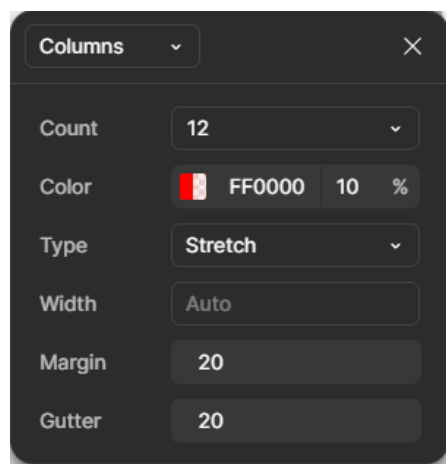 Columns
Count 12
Color FF0000 10 %
Type Stretch
Width Auto
Margin 20
Gutter 20